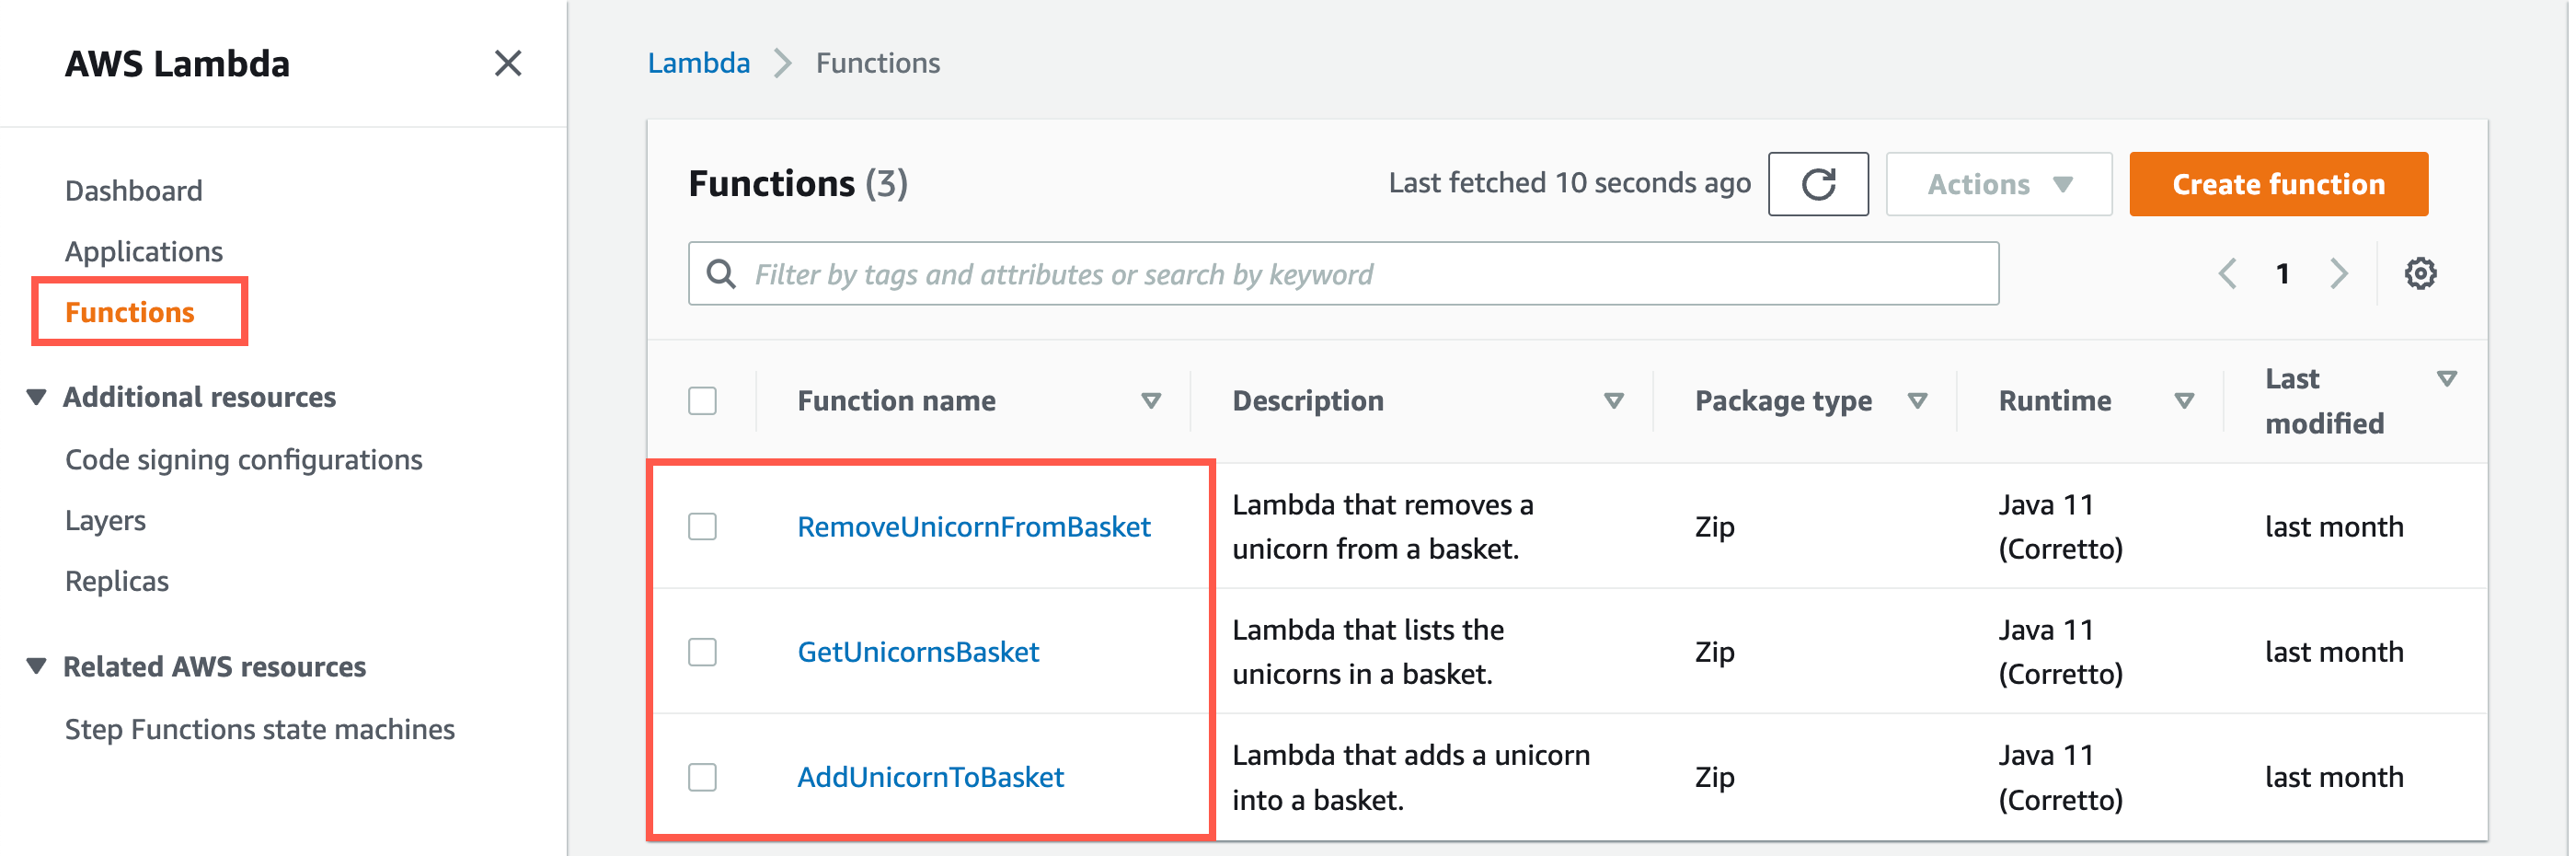 AWS Lambda
Dashboard
Applications
Functions
Additional resources
Code signing configurations
Layers
Replicas
Related AWS resources
Step Functions state machines
Lambda > Functions
Functions (3)
Last fetched 10 seconds ago
Actions
Create function
Filter by tags and attributes or search by keyword
1
Function name
Description
Package type
Runtime
Last
modified
RemoveUnicornFromBasket
Lambda that removes a
unicorn from a basket.
Zip
Java 11
(Corretto)
last month
GetUnicornsBasket
Lambda that lists the
unicorns in a basket.
Zip
Java 11
(Corretto)
last month
AddUnicornToBasket
Lambda that adds a unicorn
into a basket.
Zip
Java 11
(Corretto)
last month